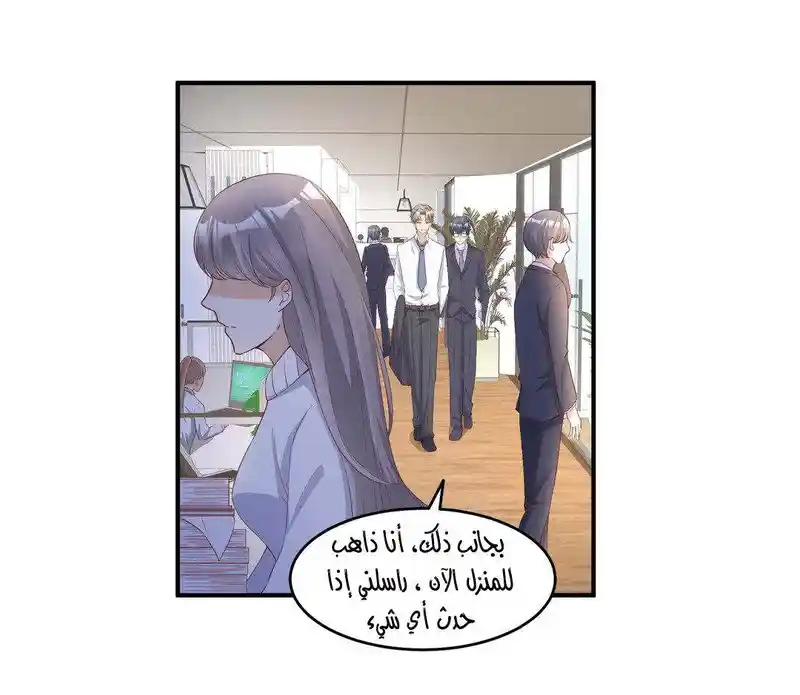 بجانب ذلك، أنا ذاهب
للمنزل الآن ، راسلني إذا
حدث أي شيء